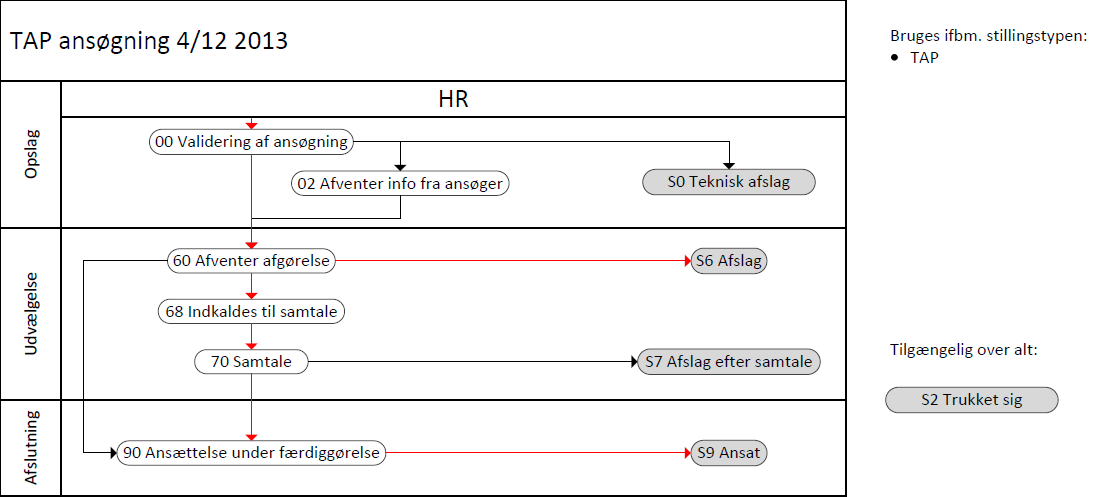 TAP ansøgning 4/12 2013
Bruges ifbm. stillingstypen:
• TAP
HR
Opslag
00 Validering af ansøgning
02 Afventer info fra ansøger
S0 Teknisk afslag
Udvælgelse
60 Afventer afgørelse
S6 Afslag
68 Indkaldes til samtale
70 Samtale
S7 Afslag efter samtale
Tilgængelig over alt:
S2 Trukket sig
Afslutning
90 Ansættelse under færdiggørelse
S9 Ansat